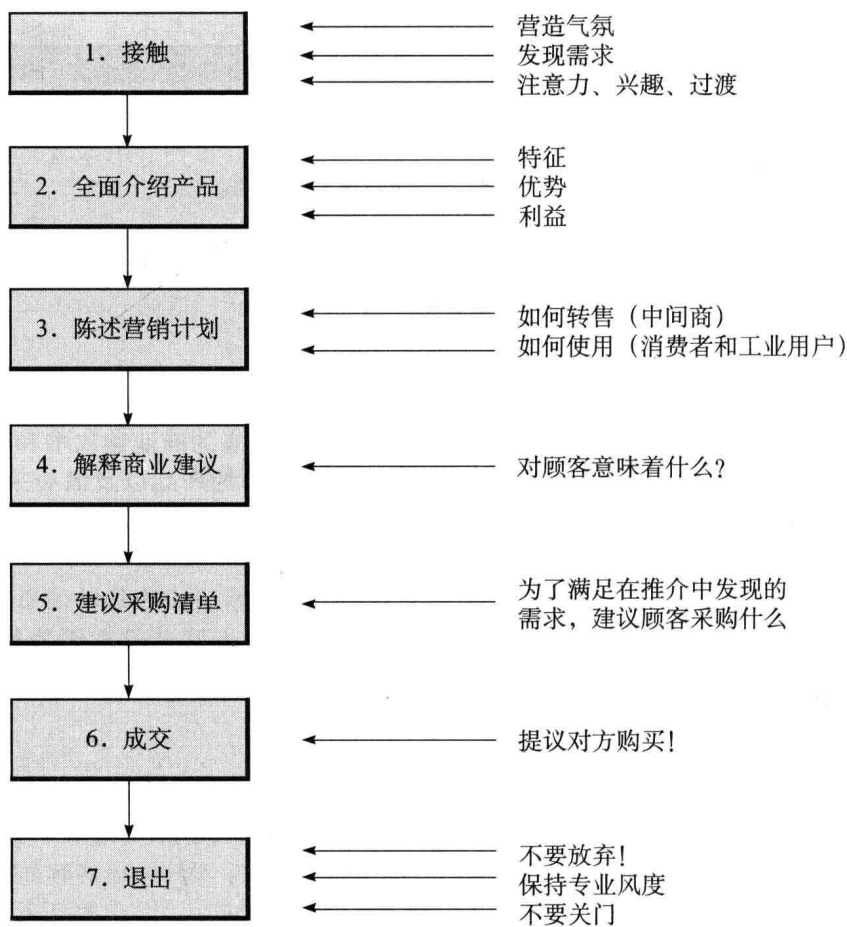 1. 接触
营造气氛
发现需求
注意力、兴趣、过渡
2. 全面介绍产品
特征
优势
利益
3. 陈述营销计划
如何转售（中间商）
如何使用（消费者和工业用户）
4. 解释商业建议
对顾客意味着什么？
5. 建议采购清单
为了满足在推介中发现的
需求，建议顾客采购什么
6. 成交
提议对方购买！
7. 退出
不要放弃！
保持专业风度
不要关门